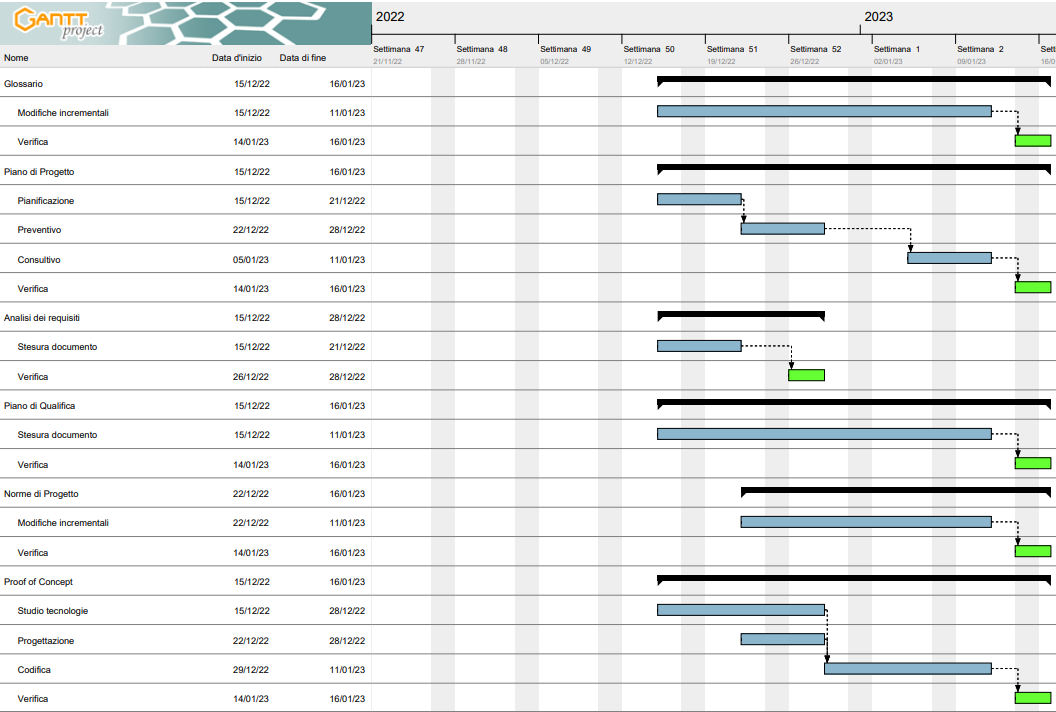 GANTT project
2022 2023
Settimana 47 Settimana 48 Settimana 49 Settimana 50 Settimana 51 Settimana 52 Settimana 1 Settimana 2 Sett
Nome Data d'inizio Data di fine 21/11/22 28/11/22 05/12/22 12/12/22 19/12/22 26/12/22 02/01/23 09/01/23 16/0
Glossario 15/12/22 16/01/23
Modifiche incrementali 15/12/22 11/01/23
Verifica 14/01/23 16/01/23
Piano di Progetto 15/12/22 16/01/23
Pianificazione 15/12/22 21/12/22
Preventivo 22/12/22 28/12/22
Consultivo 05/01/23 11/01/23
Verifica 14/01/23 16/01/23
Analisi dei requisiti 15/12/22 28/12/22
Stesura documento 15/12/22 21/12/22
Verifica 26/12/22 28/12/22
Piano di Qualifica 15/12/22 16/01/23
Stesura documento 15/12/22 11/01/23
Verifica 14/01/23 16/01/23
Norme di Progetto 22/12/22 16/01/23
Modifiche incrementali 22/12/22 11/01/23
Verifica 14/01/23 16/01/23
Proof of Concept 15/12/22 16/01/23
Studio tecnologie 15/12/22 28/12/22
Progettazione 22/12/22 28/12/22
Codifica 29/12/22 11/01/23
Verifica 14/01/23 16/01/23